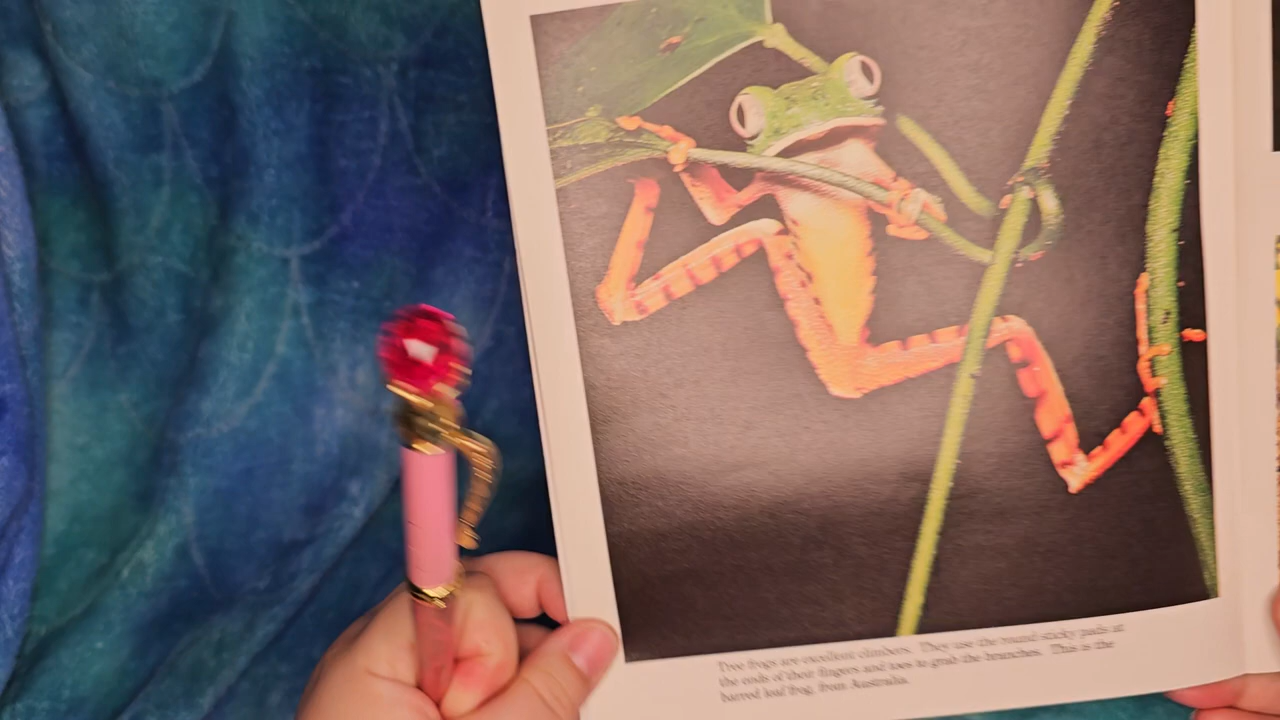 Tree frogs are excellent climbers. They use the round sticky pads at
the ends of their fingers and toes to grab the branches. This is the
barred leaf frog, from Australia.